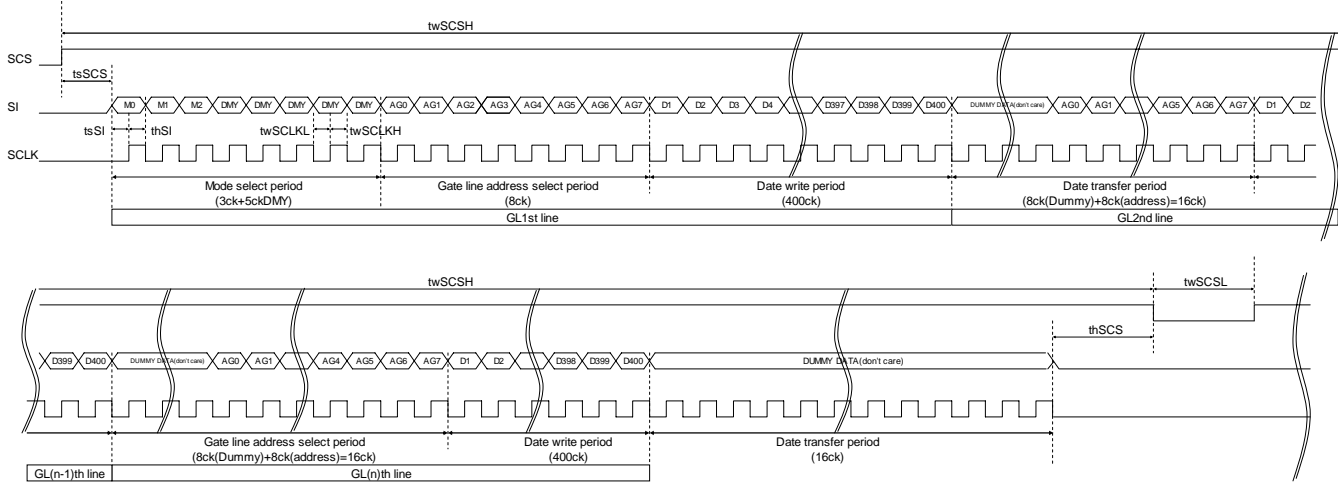 twSCSH
SCS
tsSCS
SI
M0 M1 M2 DMY DMY DMY DMY DMY AG0 AG1 AG2 AG3 AG4 AG5 AG6 AG7 D1 D2 D3 D4 D397 D398 D399 D400 DUMMY DATA(don't care) AG0 AG1 AG5 AG6 AG7 D1 D2
tsSI thSI twSCLKL twSCLKH
SCLK
Mode select period Gate line address select period Date write period Date transfer period
(3ck+5ckDMY) (8ck) (400ck) (8ck(Dummy)+8ck(address)=16ck)
GL1st line GL2nd line
twSCSH twSCSL
thSCS
D399 D400 DUMMY DATA(don't care) AG0 AG1 AG4 AG5 AG6 AG7 D1 D2 D398 D399 D400 DUMMY DATA(don't care)
Gate line address select period Date write period Date transfer period
(8ck(Dummy)+8ck(address)=16ck) (400ck) (16ck)
GL(n-1)th line GL(n)th line